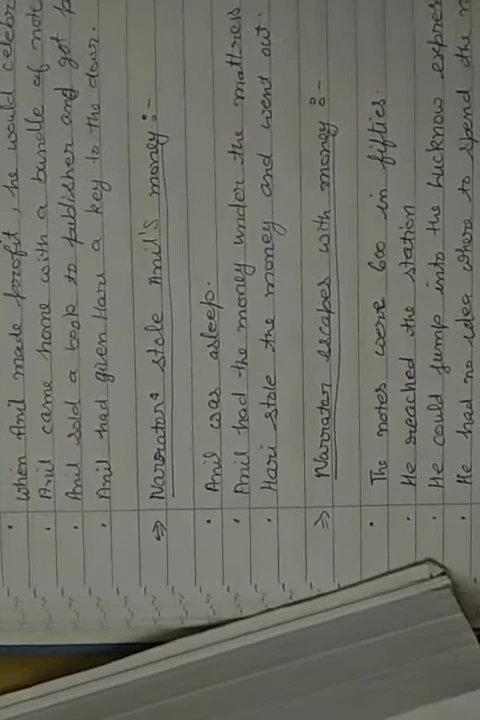 • When Anil made profit, he would celebr
• Anil came home with a bundle of note
• Anil sold a book to publisher and got
• Anil had given Hari a key to the door.
⇒ Narrator stole Anil's money :-
• Anil was asleep.
• Anil had the money under the mattress
• Hari stole the money and went out.
⇒ Narrator escapes with money :-
• The notes were 600 in fifties.
• He reached the station
• He could jump into the Lucknow expres
• He had no idea where to spend the